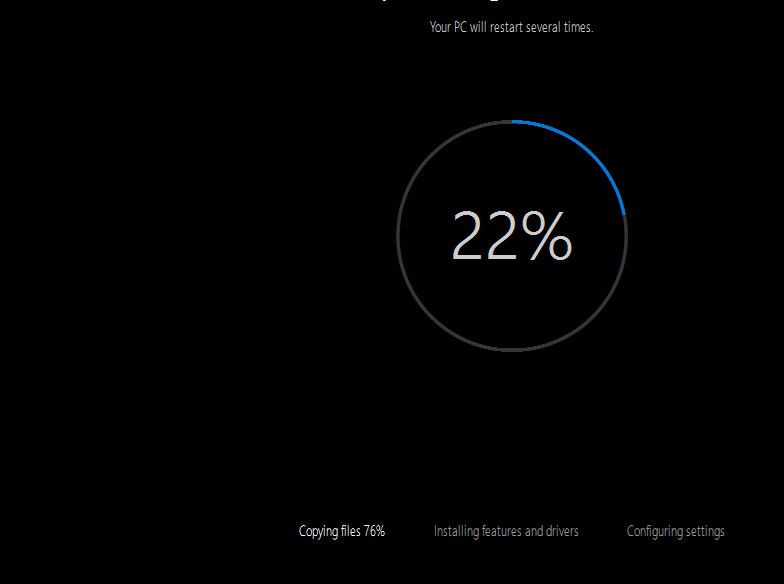 Your PC will restart several times.
22%
Copying files 76% Installing features and drivers Configuring settings